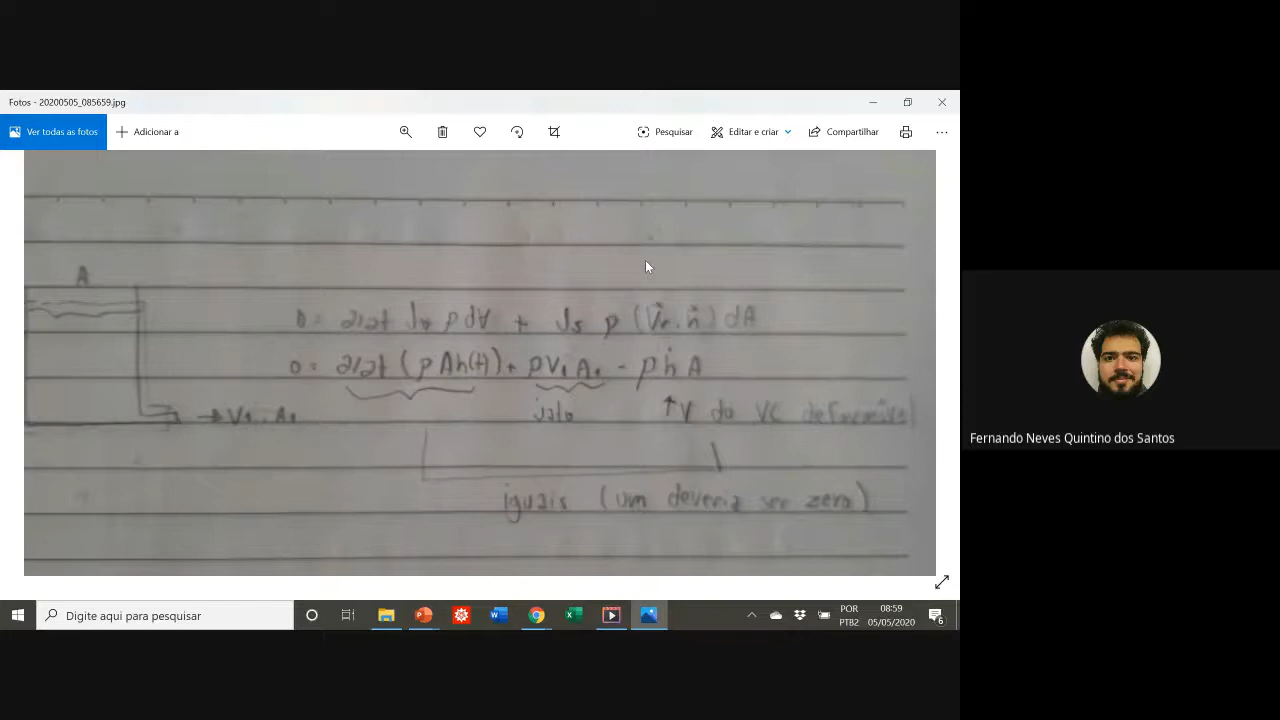 Fotos - 20200505_085659.jpg
Ver todas as fotos
Adicionar a
Pesquisar
Editar e criar
Compartilhar
A
0 = ∂/∂t ∫∀ ρ d∀ + ∫s ρ (Vr . n) dA
0 = ∂/∂t (ρ A h(t)) + ρ V₁ A₁ - ρ ḣ A
→ V₁, A₁
jato
↑ V do VC deformável
iguais (um deveria ser zero)
Fernando Neves Quintino dos Santos
Digite aqui para pesquisar
POR
PTB2
08:59
05/05/2020
6